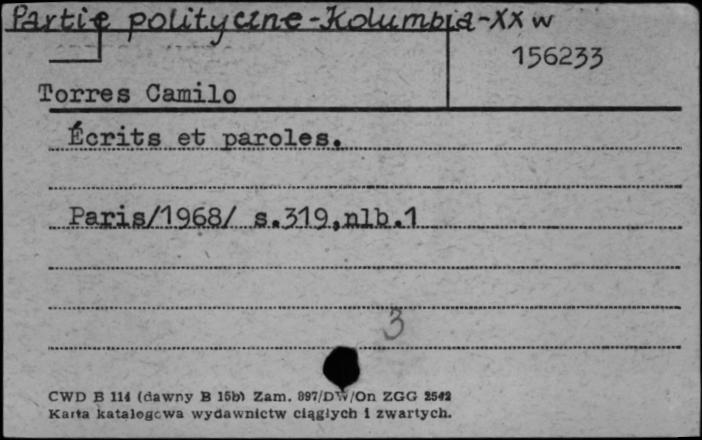 Partie polityczne-Kolumbia-XX w
156233
Torres Camilo
Écrits et paroles.
Paris/1968/ s.319,nlb.1
3
CWD B 114 (dawny B 15b) Zam. 897/DW/On ZGG 2542
Karta katalogowa wydawnictw ciągłych i zwartych.